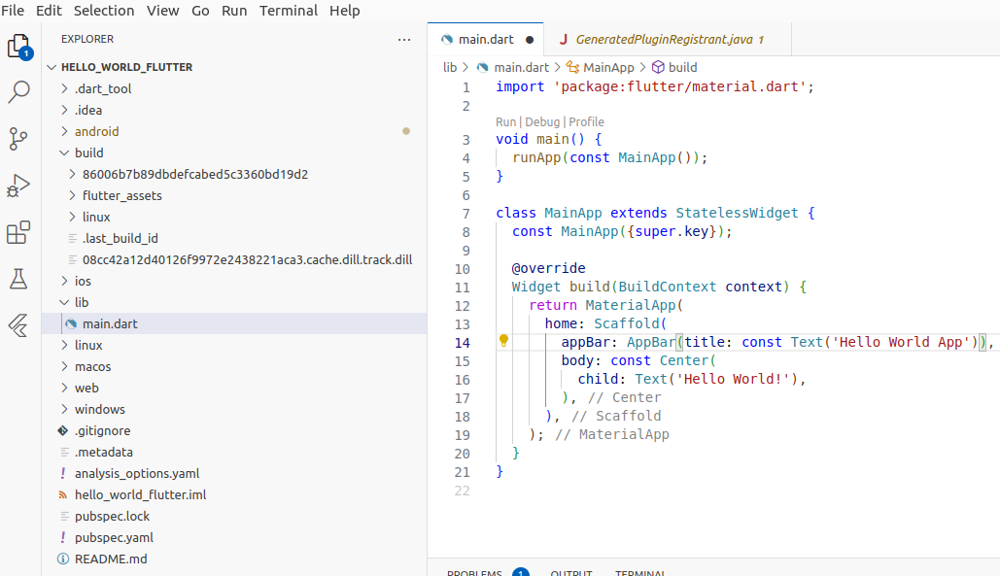 File Edit Selection View Go Run Terminal Help
1
EXPLORER
HELLO_WORLD_FLUTTER
.dart_tool
.idea
android
build
86006b7b89dbdefcabed5c3360bd19d2
flutter_assets
linux
.last_build_id
08cc42a12d40126f9972e2438221aca3.cache.dill.track.dill
ios
lib
main.dart
linux
macos
web
windows
.gitignore
.metadata
analysis_options.yaml
hello_world_flutter.iml
pubspec.lock
pubspec.yaml
README.md
main.dart ● J GeneratedPluginRegistrant.java 1
lib > main.dart > MainApp > build
1 import 'package:flutter/material.dart';
2
Run | Debug | Profile
3 void main() {
4 runApp(const MainApp());
5 }
6
7 class MainApp extends StatelessWidget {
8 const MainApp({super.key});
9
10 @override
11 Widget build(BuildContext context) {
12 return MaterialApp(
13 home: Scaffold(
14 appBar: AppBar(title: const Text('Hello World App')),
15 body: const Center(
16 child: Text('Hello World!'),
17 ), // Center
18 ), // Scaffold
19 ); // MaterialApp
20 }
21 }
22
PROBLEMS 1 OUTPUT TERMINAL